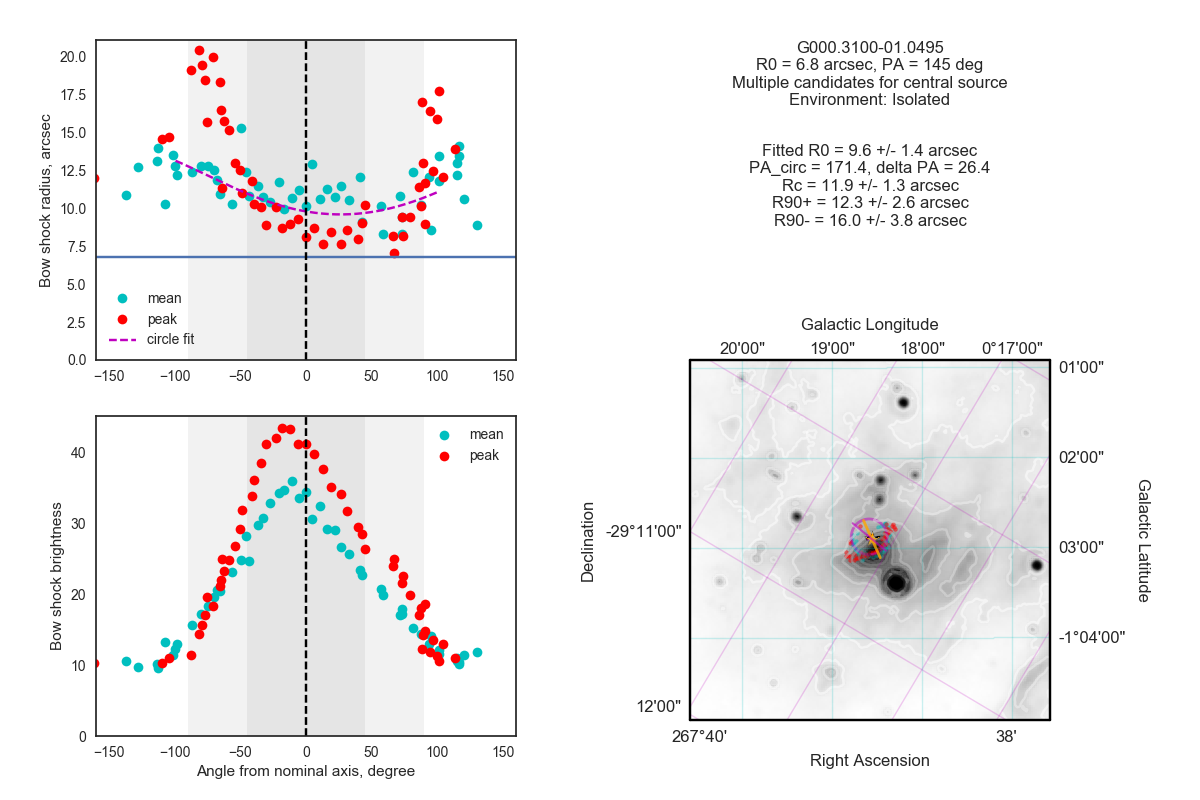 20.0
17.5
15.0
12.5
10.0
7.5
5.0
2.5
0.0
Bow shock radius, arcsec
mean
peak
circle fit
−150 −100 −50 0 50 100 150
40
30
20
10
0
Bow shock brightness
mean
peak
−150 −100 −50 0 50 100 150
Angle from nominal axis, degree
G000.3100-01.0495
R0 = 6.8 arcsec, PA = 145 deg
Multiple candidates for central source
Environment: Isolated
Fitted R0 = 9.6 +/- 1.4 arcsec
PA_circ = 171.4, delta PA = 26.4
Rc = 11.9 +/- 1.3 arcsec
R90+ = 12.3 +/- 2.6 arcsec
R90- = 16.0 +/- 3.8 arcsec
Galactic Longitude
20'00" 19'00" 18'00" 0°17'00"
01'00"
02'00"
03'00"
-1°04'00"
Galactic Latitude
-29°11'00"
12'00"
Declination
267°40' 38'
Right Ascension